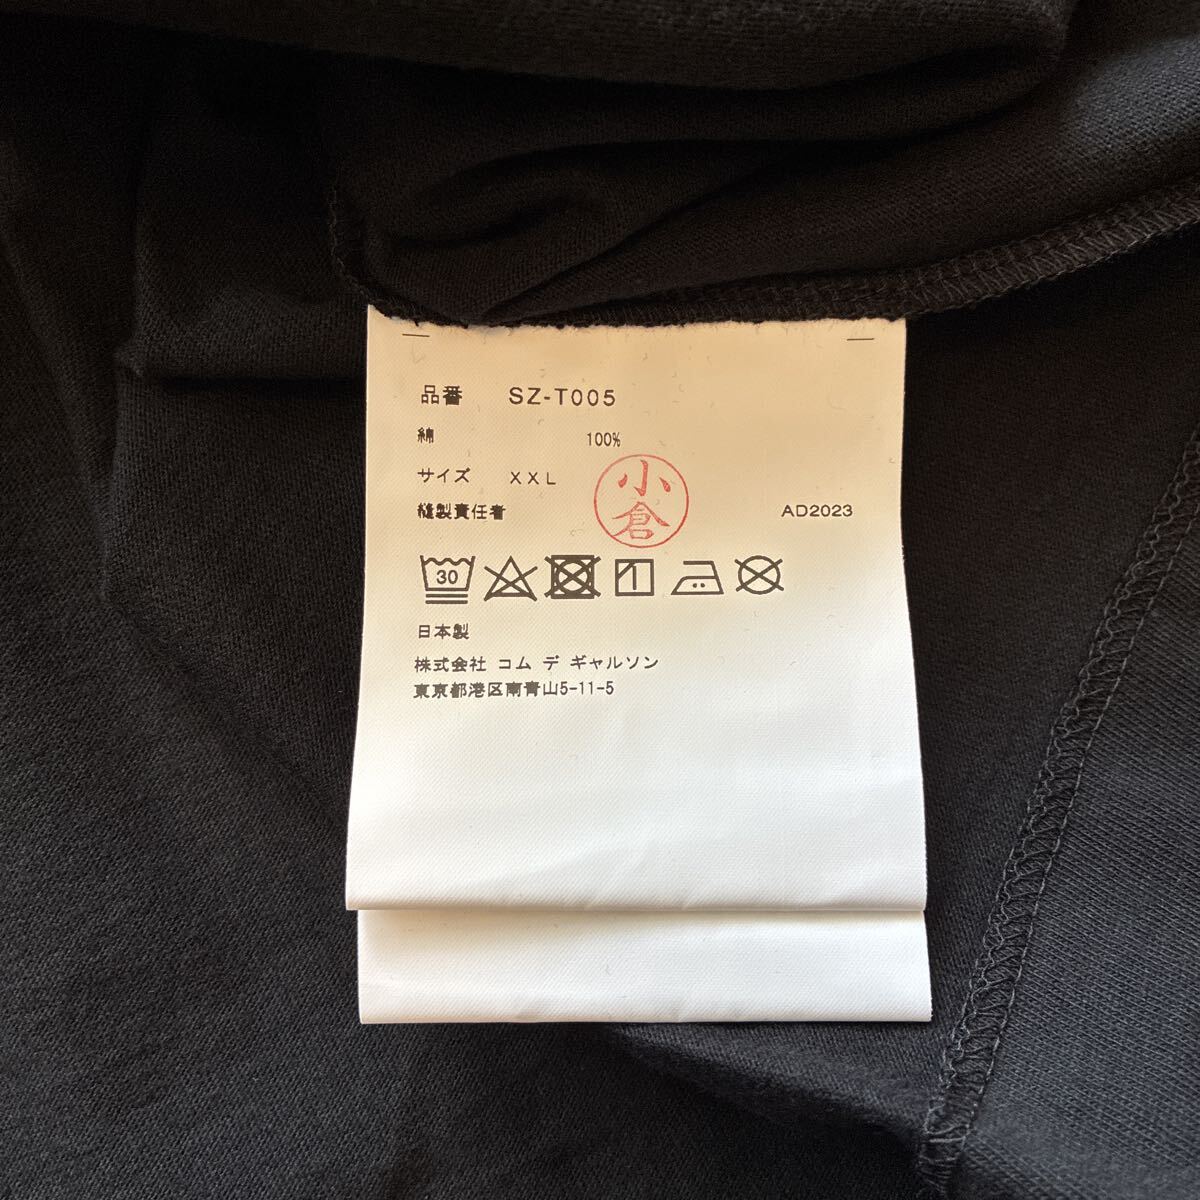 品番 SZ-T005
綿 100%
サイズ XXL
縫製責任者 小倉 AD2023
30
日本製
株式会社 コム デ ギャルソン
東京都港区南青山5-11-5